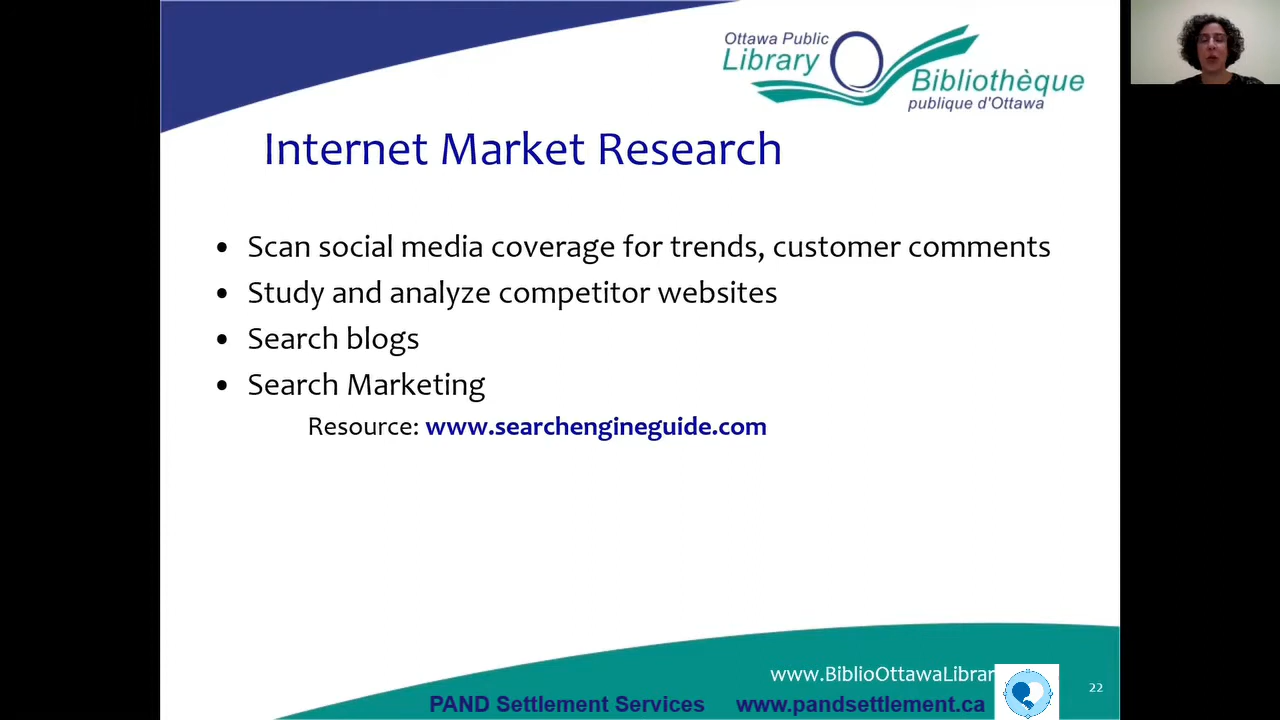 Ottawa Public
Library
Bibliothèque
publique d'Ottawa
Internet Market Research
• Scan social media coverage for trends, customer comments
• Study and analyze competitor websites
• Search blogs
• Search Marketing
Resource: www.searchengineguide.com
www.BiblioOttawaLibrar
22
PAND Settlement Services www.pandsettlement.ca